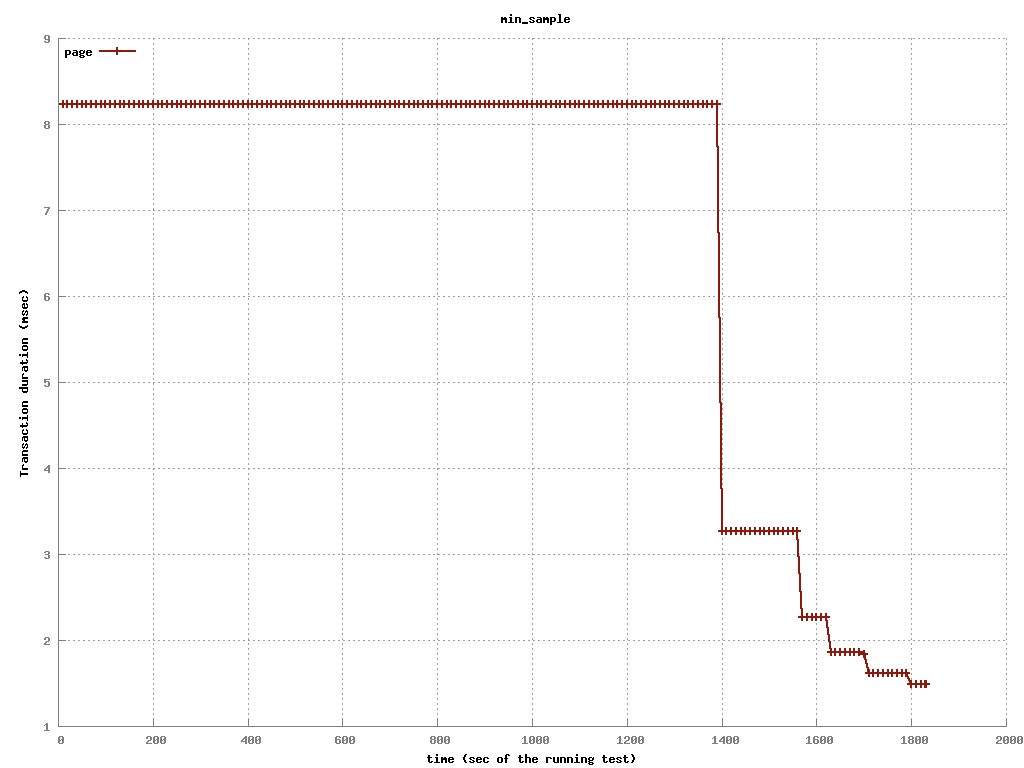 min_sample
page
9
8
7
6
5
4
3
2
1
Transaction duration (msec)
0 200 400 600 800 1000 1200 1400 1600 1800 2000
time (sec of the running test)